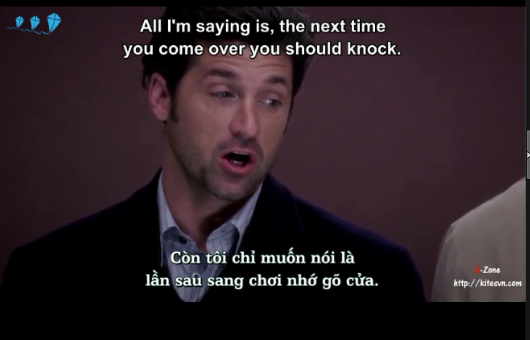 All I'm saying is, the next time
you come over you should knock.
Còn tôi chỉ muốn nói là
lần sau sang chơi nhớ gõ cửa.
-Zone
http://kitesvn.com